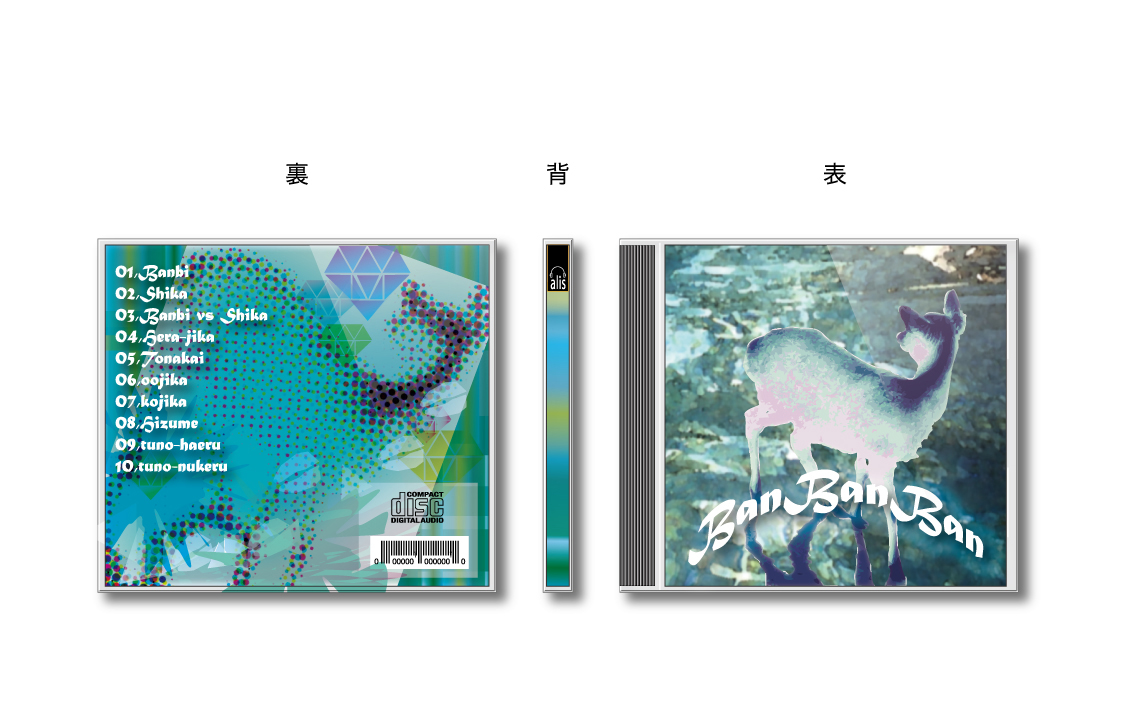 裏
背
表
01,Banbi
02,Shika
03,Banbi vs Shika
04,Hera-jika
05,Tonakai
06,oojika
07,kojika
08,Hizume
09,tuno-haeru
10,tuno-nukeru
COMPACT
disc
DIGITAL AUDIO
0 00000 000000 0
alis
BanBanBan